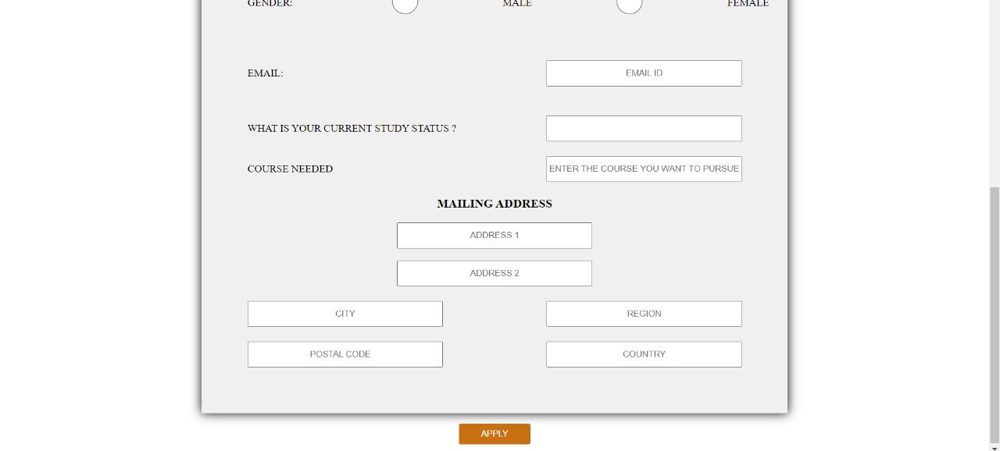 GENDER: MALE FEMALE
EMAIL: EMAIL ID
WHAT IS YOUR CURRENT STUDY STATUS ?
COURSE NEEDED ENTER THE COURSE YOU WANT TO PURSUE
MAILING ADDRESS
ADDRESS 1
ADDRESS 2
CITY REGION
POSTAL CODE COUNTRY
APPLY